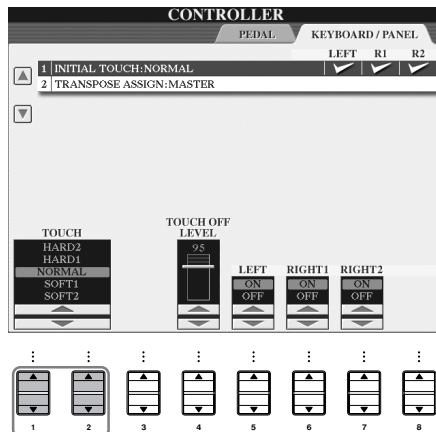 CONTROLLER
PEDAL KEYBOARD / PANEL
LEFT R1 R2
1 INITIAL TOUCH:NORMAL
2 TRANSPOSE ASSIGN:MASTER
TOUCH
HARD2
HARD1
NORMAL
SOFT1
SOFT2
TOUCH OFF
LEVEL
95
LEFT RIGHT1 RIGHT2
ON ON ON
OFF OFF OFF
1 2 3 4 5 6 7 8